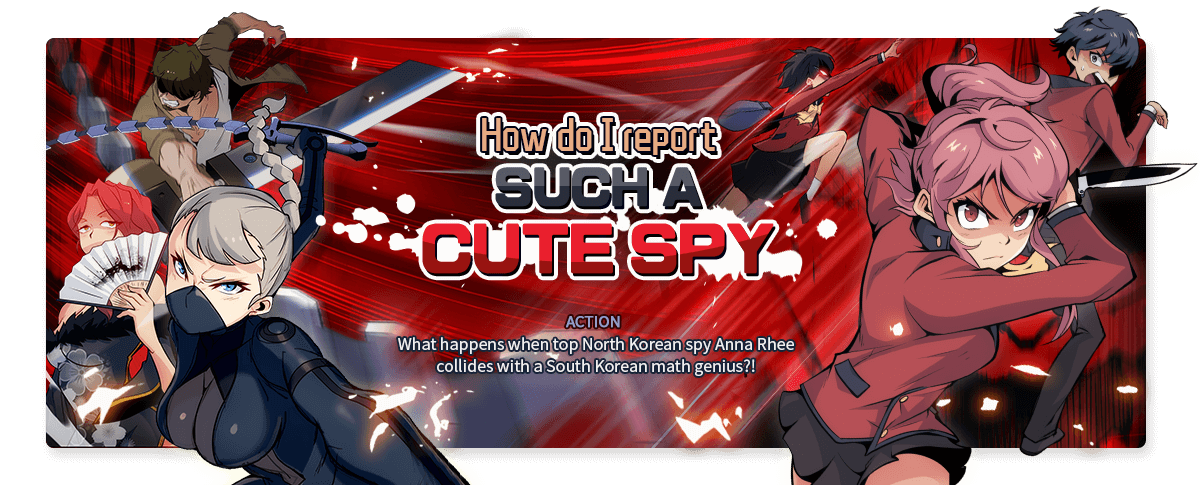 How do I report
SUCH A
CUTE SPY
ACTION
What happens when top North Korean spy Anna Rhee
collides with a South Korean math genius?!